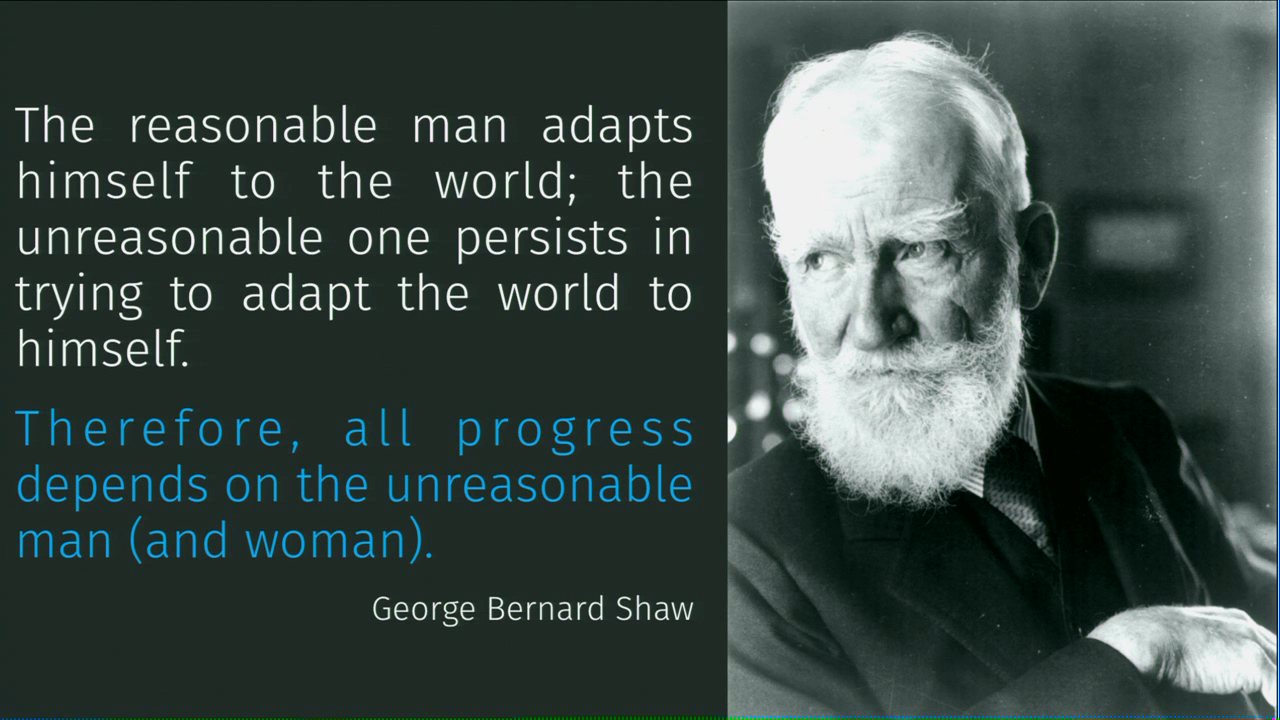 The reasonable man adapts
himself to the world; the
unreasonable one persists in
trying to adapt the world to
himself.
Therefore, all progress
depends on the unreasonable
man (and woman).
George Bernard Shaw